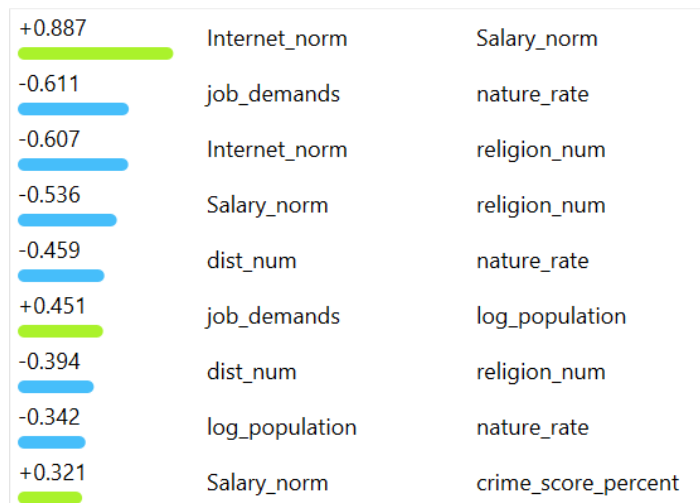 +0.887 Internet_norm Salary_norm
-0.611 job_demands nature_rate
-0.607 Internet_norm religion_num
-0.536 Salary_norm religion_num
-0.459 dist_num nature_rate
+0.451 job_demands log_population
-0.394 dist_num religion_num
-0.342 log_population nature_rate
+0.321 Salary_norm crime_score_percent